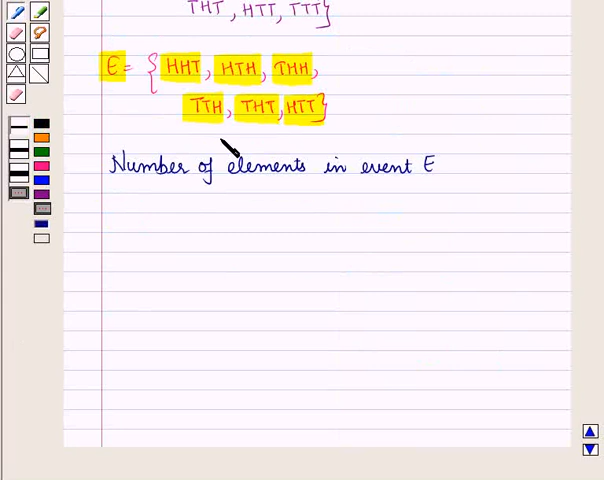 THT, HTT, TTT}
E = {HHT, HTH, THH,
TTH, THT, HTT}
Number of elements in event E